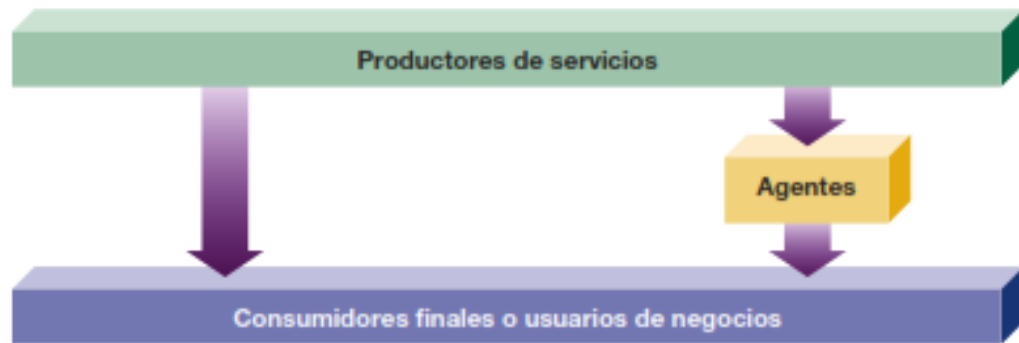 Productores de servicios
Agentes
Consumidores finales o usuarios de negocios